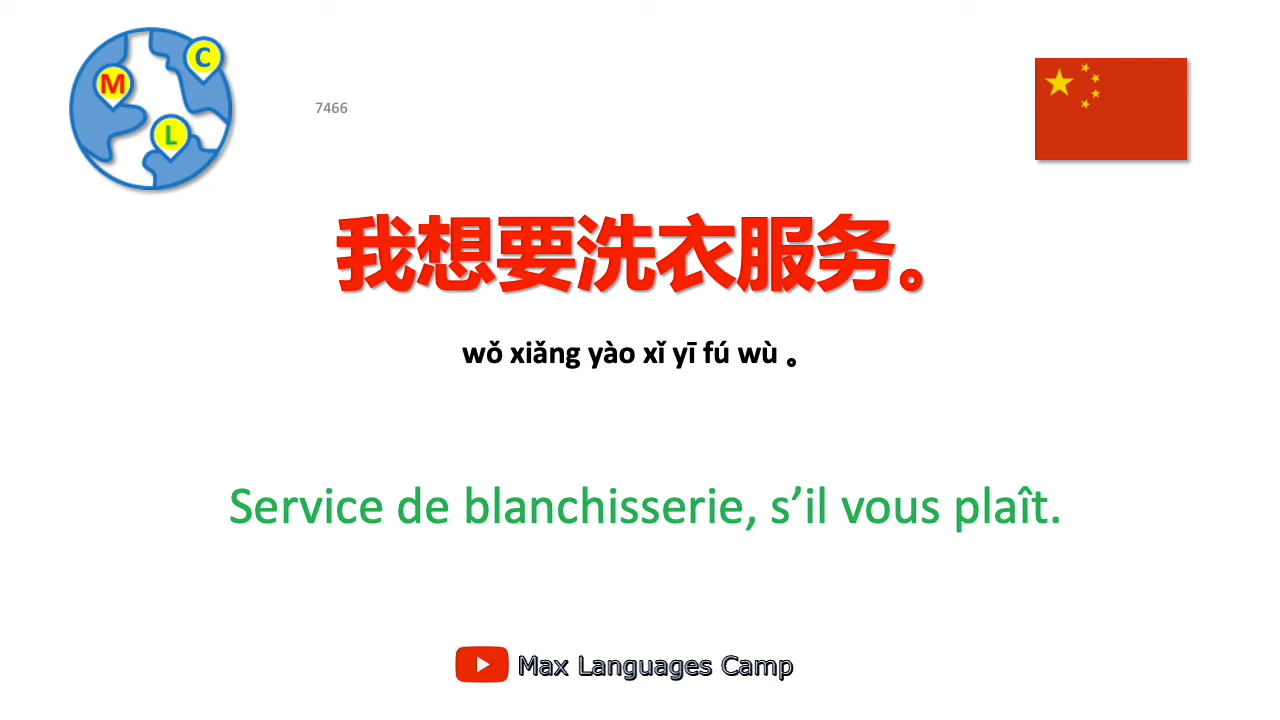 M
C
L
7466
我想要洗衣服务。
wǒ xiǎng yào xǐ yī fú wù 。
Service de blanchisserie, s’il vous plaît.
Max Languages Camp